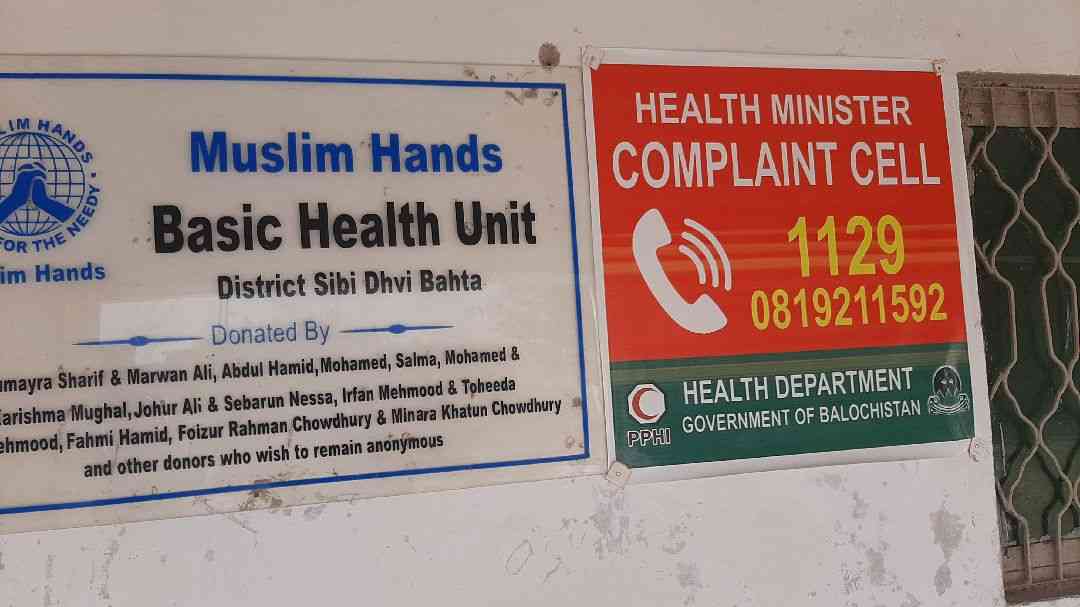 MUSLIM HANDS
FOR THE NEEDY
Muslim Hands
Basic Health Unit
District Sibi Dhvi Bahta
Donated By
Sharif & Marwan Ali, Abdul Hamid,Mohamed, Salma, Mohamed &
Karishma Mughal,Johur Ali & Sebarun Nessa, Irfan Mehmood & Toheeda
Mehmood, Fahmi Hamid, Foizur Rahman Chowdhury & Minara Khatun Chowdhury
and other donors who wish to remain anonymous
HEALTH MINISTER
COMPLAINT CELL
1129
0819211592
PPHI
HEALTH DEPARTMENT
GOVERNMENT OF BALOCHISTAN